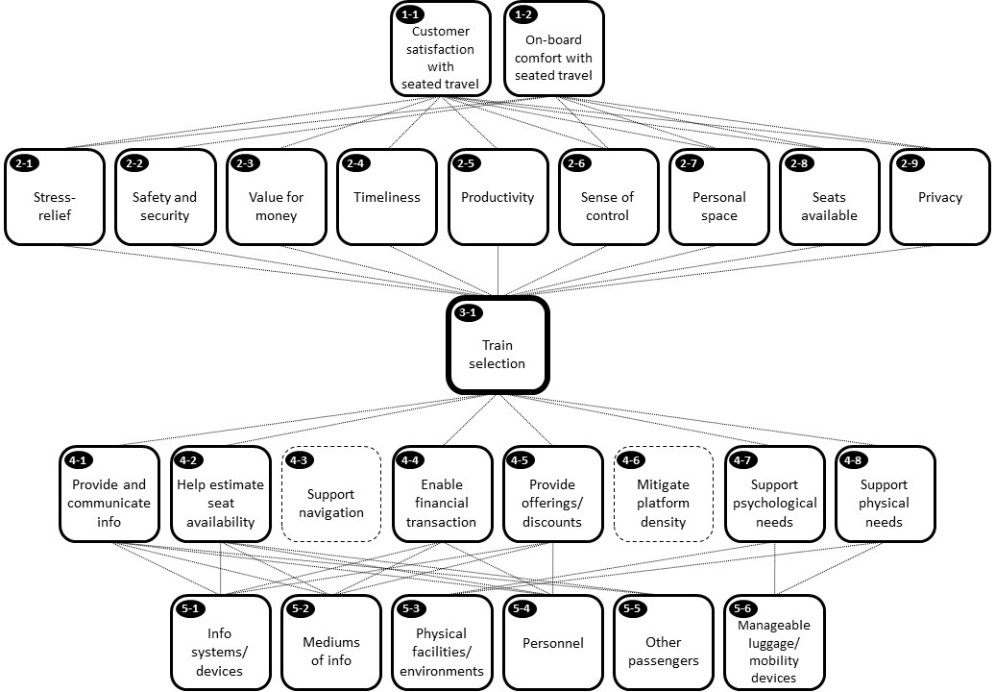 1-1
Customer
satisfaction
with
seated travel
1-2
On-board
comfort with
seated travel
2-1
Stress-
relief
2-2
Safety and
security
2-3
Value for
money
2-4
Timeliness
2-5
Productivity
2-6
Sense of
control
2-7
Personal
space
2-8
Seats
available
2-9
Privacy
3-1
Train
selection
4-1
Provide and
communicate
info
4-2
Help estimate
seat
availability
4-3
Support
navigation
4-4
Enable
financial
transaction
4-5
Provide
offerings/
discounts
4-6
Mitigate
platform
density
4-7
Support
psychological
needs
4-8
Support
physical
needs
5-1
Info
systems/
devices
5-2
Mediums
of info
5-3
Physical
facilities/
environments
5-4
Personnel
5-5
Other
passengers
5-6
Manageable
luggage/
mobility
devices